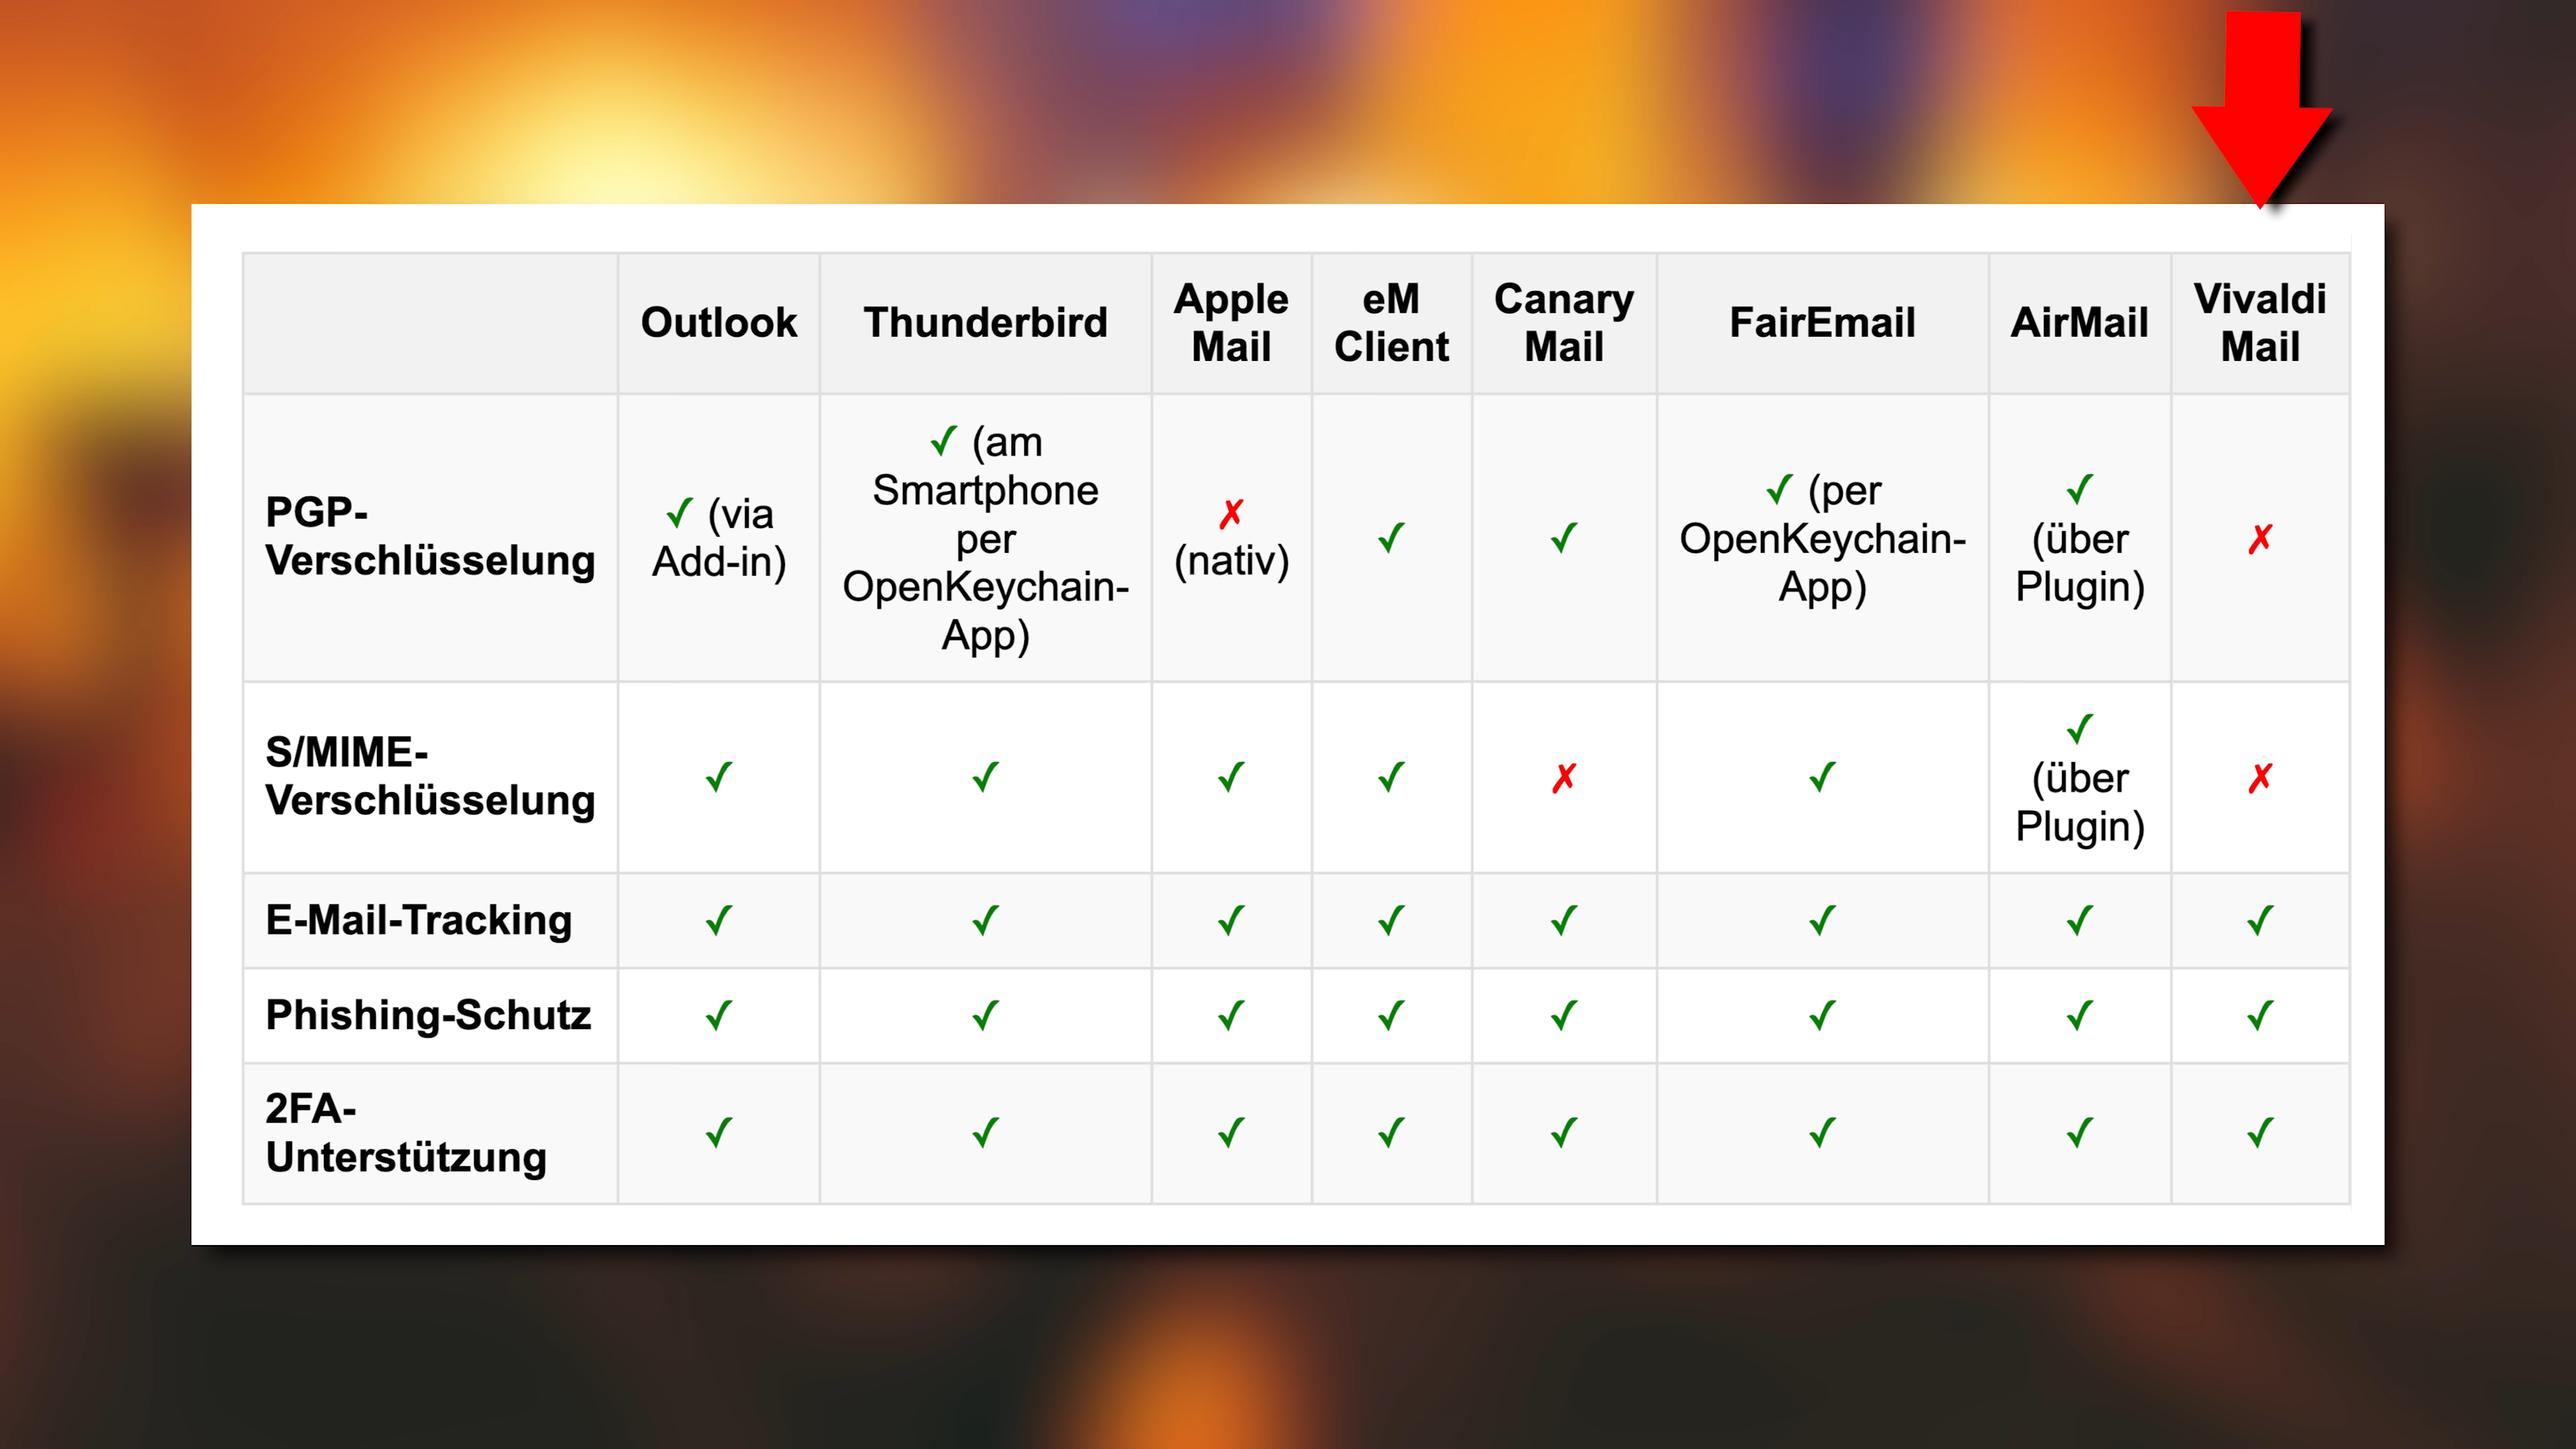 Outlook Thunderbird Apple Mail eM Client Canary Mail FairEmail AirMail Vivaldi Mail
PGP-Verschlüsselung ✓ (via Add-in) ✓ (am Smartphone per OpenKeychain-App) ✗ (nativ) ✓ ✓ ✓ (per OpenKeychain-App) ✓ (über Plugin) ✗
S/MIME-Verschlüsselung ✓ ✓ ✓ ✓ ✗ ✓ ✓ (über Plugin) ✗
E-Mail-Tracking ✓ ✓ ✓ ✓ ✓ ✓ ✓ ✓
Phishing-Schutz ✓ ✓ ✓ ✓ ✓ ✓ ✓ ✓
2FA-Unterstützung ✓ ✓ ✓ ✓ ✓ ✓ ✓ ✓